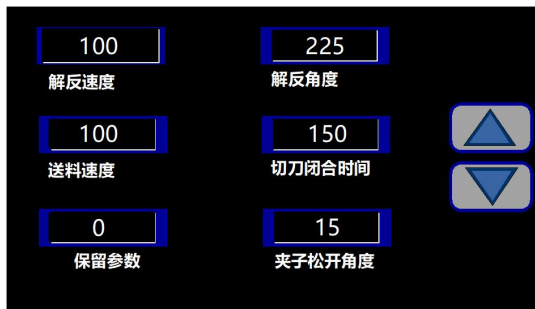 100 225
解反速度 解反角度
100 150
送料速度 切刀闭合时间
0 15
保留参数 夹子松开角度